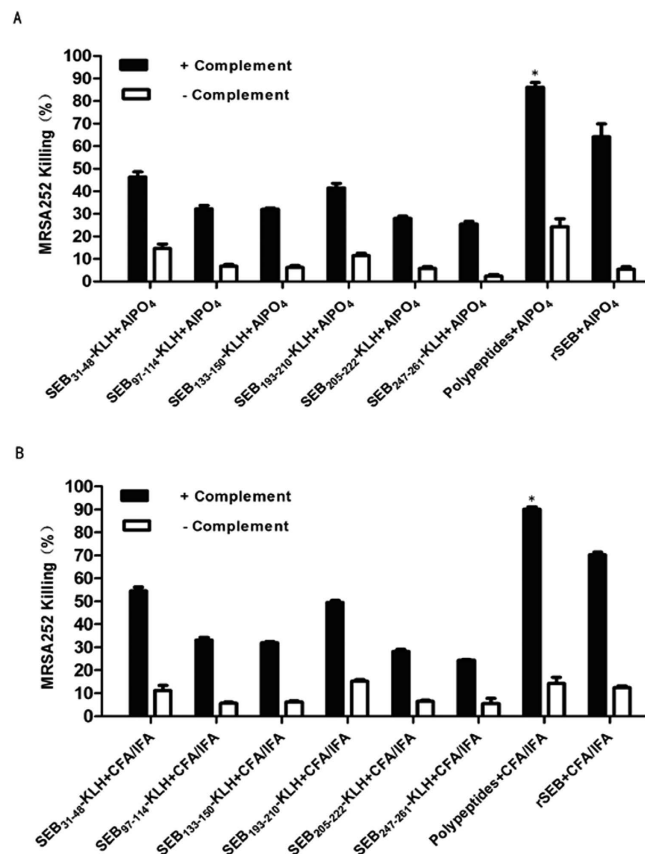 A
+ Complement
- Complement
MRSA252 Killing (%)
100
90
80
70
60
50
40
30
20
10
0
*
SEB₃₁₋₄₈-KLH+AlPO₄
SEB₉₇₋₁₁₄-KLH+AlPO₄
SEB₁₃₃₋₁₅₀-KLH+AlPO₄
SEB₁₉₃₋₂₁₀-KLH+AlPO₄
SEB₂₀₅₋₂₂₂-KLH+AlPO₄
SEB₂₄₇₋₂₆₁-KLH+AlPO₄
Polypeptides+AlPO₄
rSEB+AlPO₄
B
+ Complement
- Complement
MRSA252 Killing (%)
100
90
80
70
60
50
40
30
20
10
0
*
SEB₃₁₋₄₈-KLH+CFA/IFA
SEB₉₇₋₁₁₄-KLH+CFA/IFA
SEB₁₃₃₋₁₅₀-KLH+CFA/IFA
SEB₁₉₃₋₂₁₀-KLH+CFA/IFA
SEB₂₀₅₋₂₂₂-KLH+CFA/IFA
SEB₂₄₇₋₂₆₁-KLH+CFA/IFA
Polypeptides+CFA/IFA
rSEB+CFA/IFA